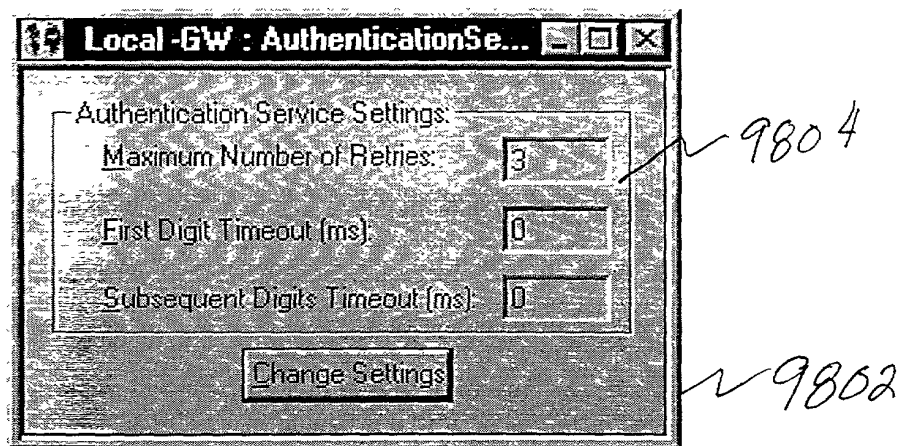 Local -GW : AuthenticationSe...
Authentication Service Settings:
Maximum Number of Retries: 3
9804
First Digit Timeout (ms): 0
Subsequent Digits Timeout (ms): 0
Change Settings
9802